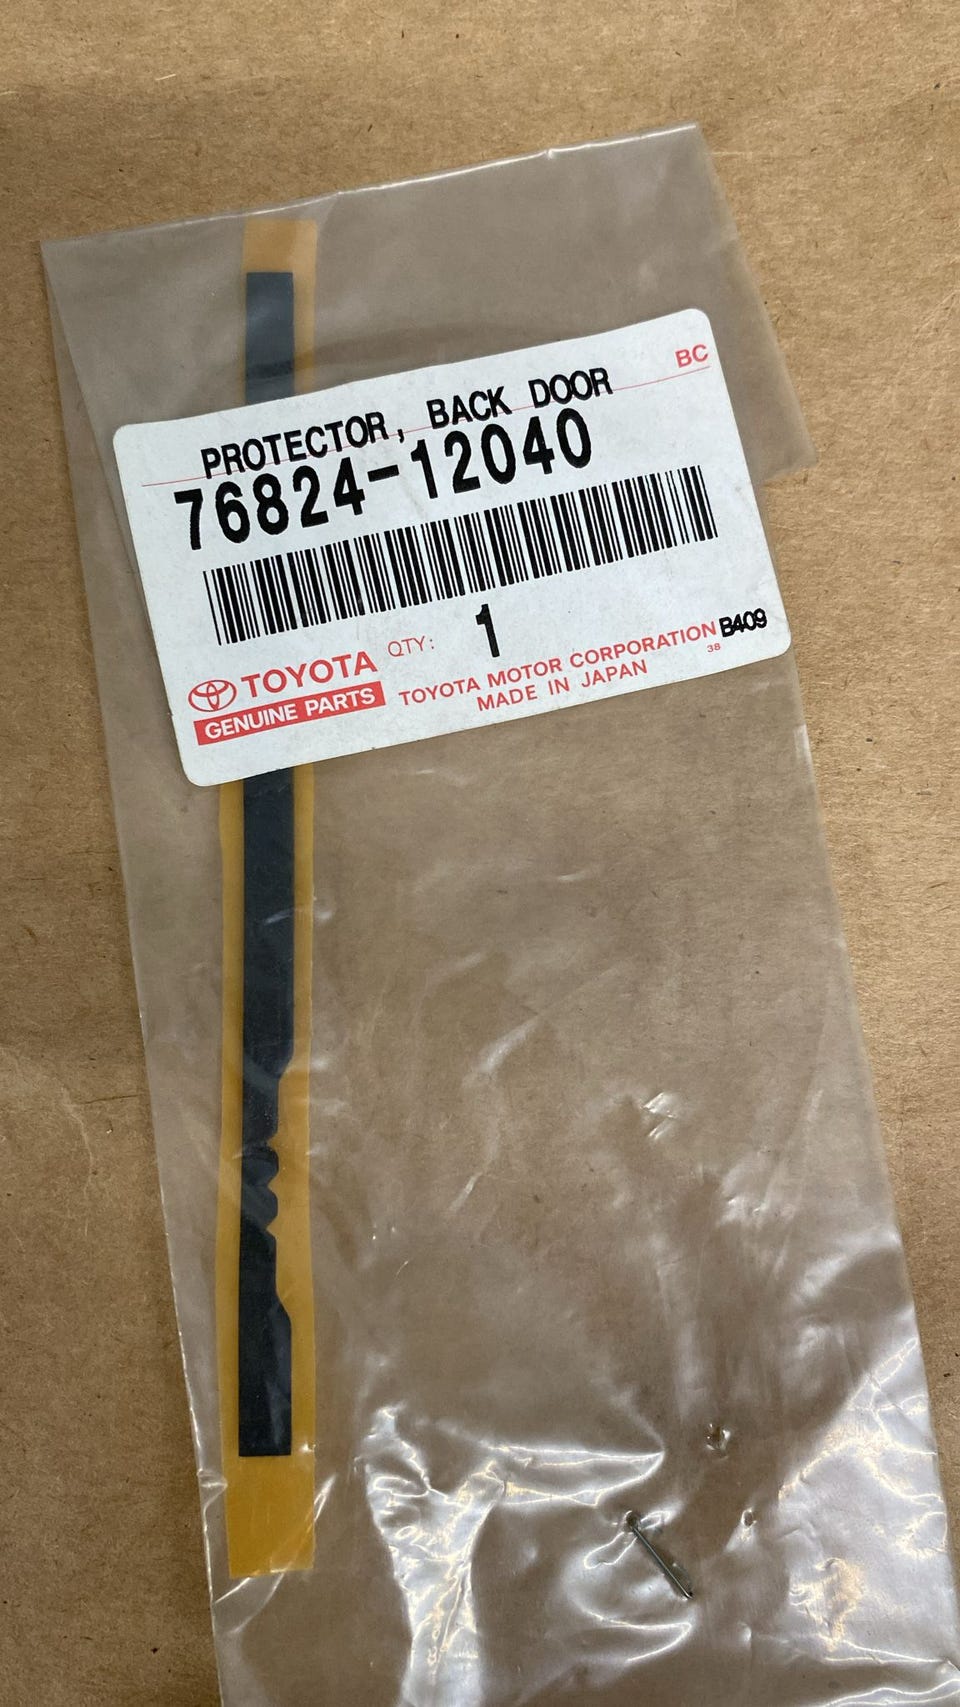 BC
PROTECTOR, BACK DOOR
76824-12040
QTY: 1
TOYOTA
GENUINE PARTS
TOYOTA MOTOR CORPORATION B409
38
MADE IN JAPAN